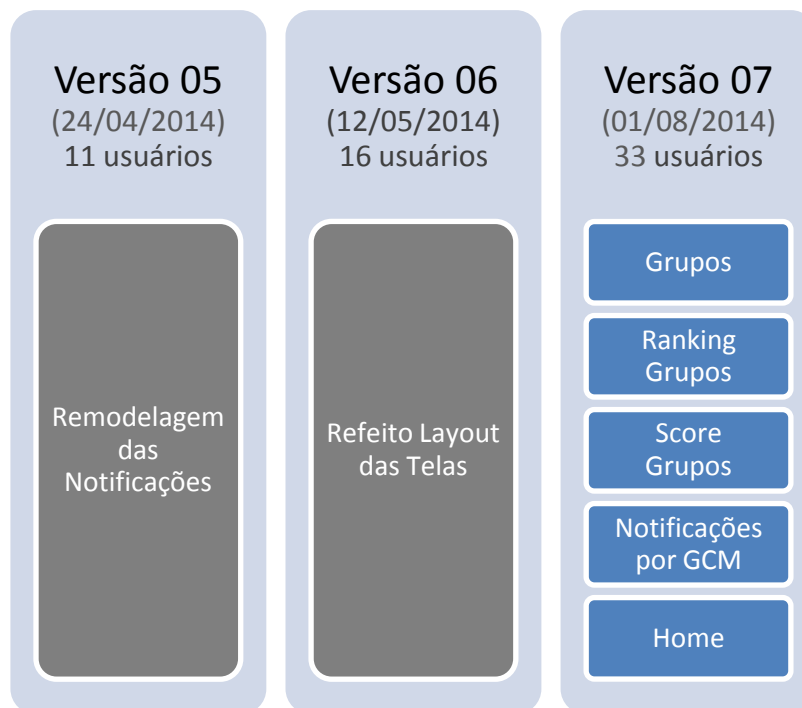 Versão 05
(24/04/2014)
11 usuários
Remodelagem
das
Notificações
Versão 06
(12/05/2014)
16 usuários
Refeito Layout
das Telas
Versão 07
(01/08/2014)
33 usuários
Grupos
Ranking
Grupos
Score
Grupos
Notificações
por GCM
Home